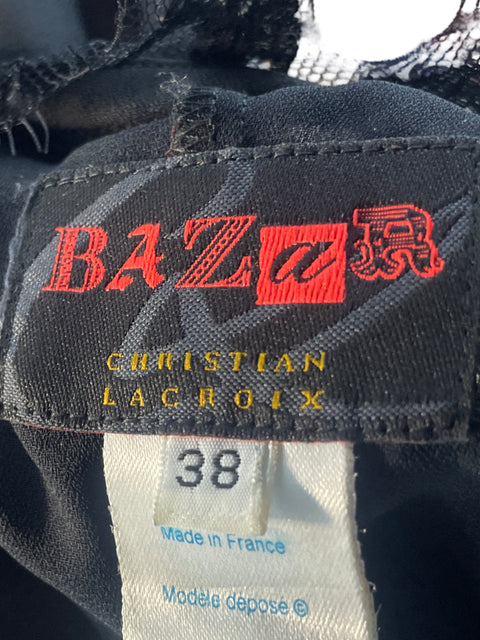 BAZaR
CHRISTIAN
LACROIX
38
Made in France
Modèle déposé ©